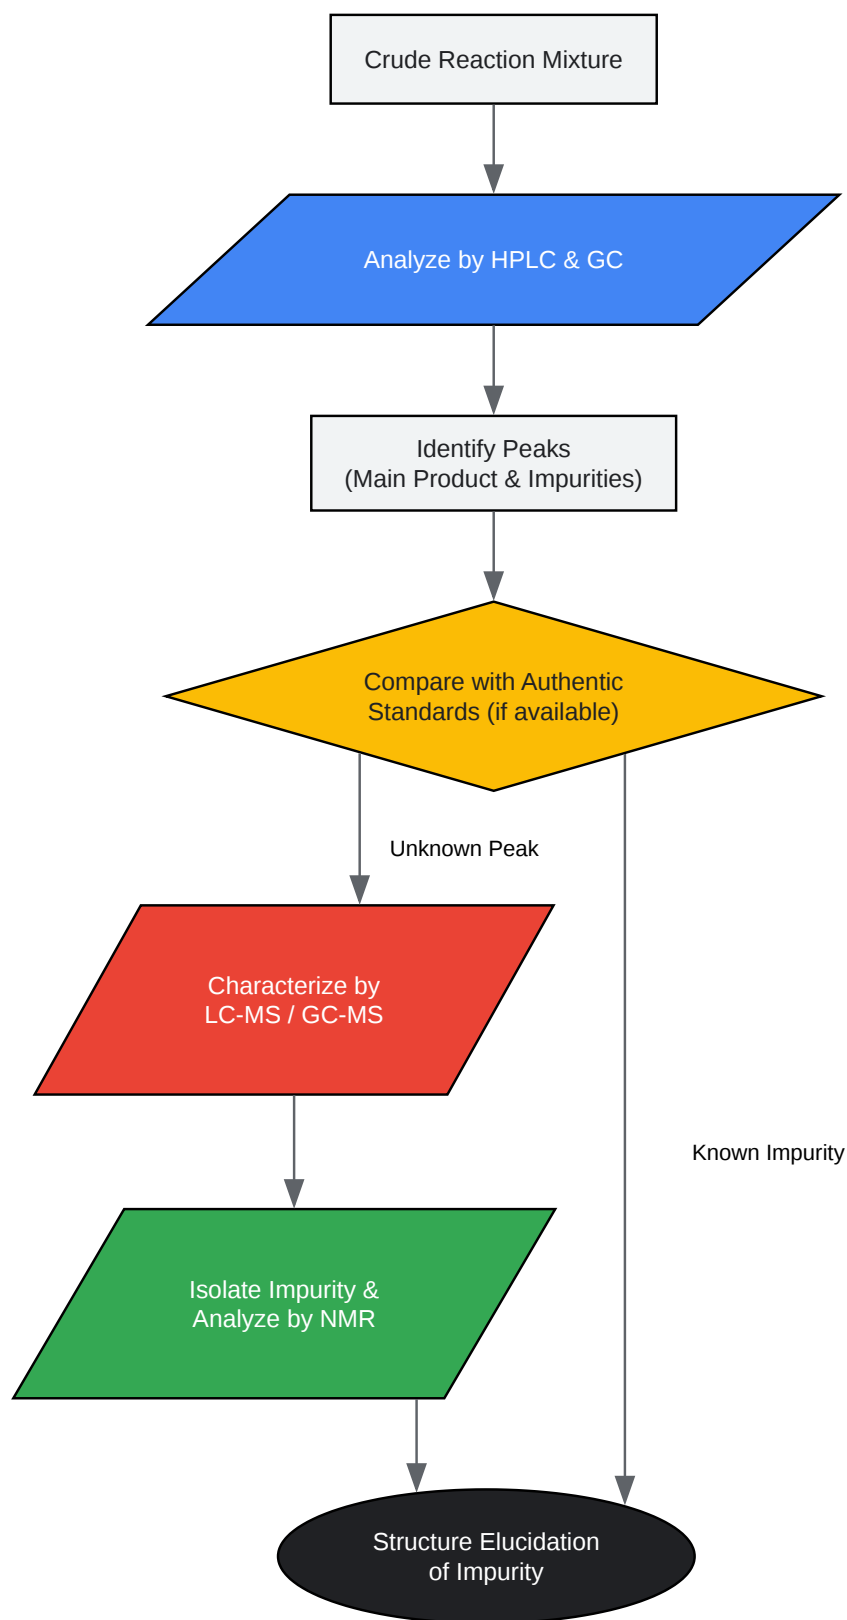 Crude Reaction Mixture
Analyze by HPLC & GC
Identify Peaks
(Main Product & Impurities)
Compare with Authentic
Standards (if available)
Unknown Peak
Characterize by
LC-MS / GC-MS
Known Impurity
Isolate Impurity &
Analyze by NMR
Structure Elucidation
of Impurity